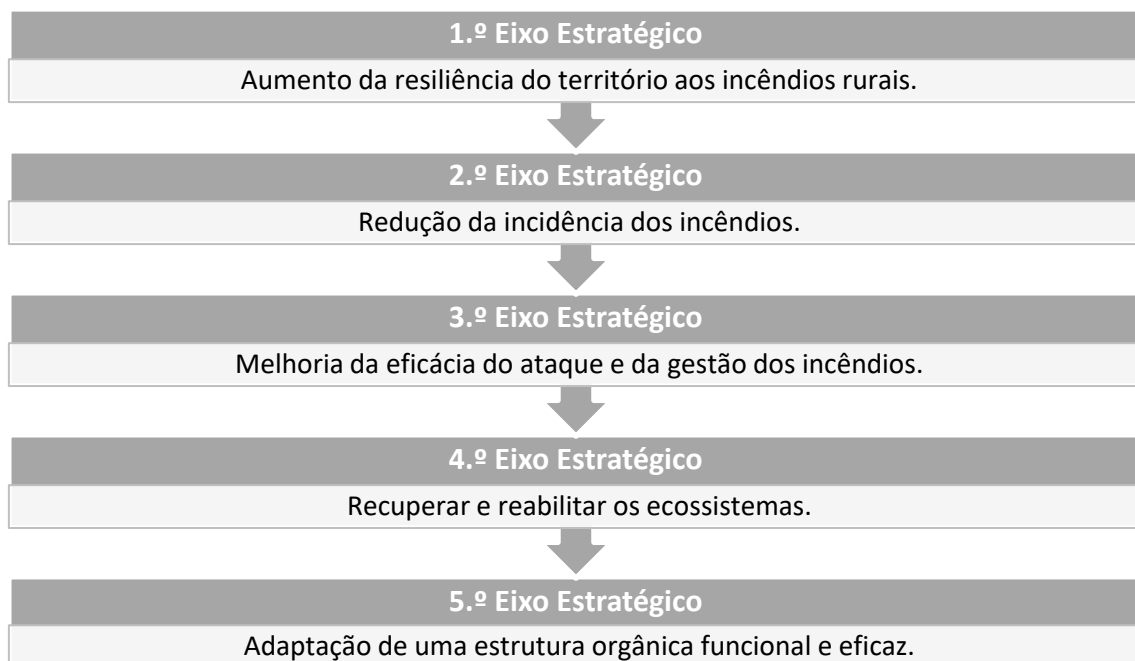 1.º Eixo Estratégico
Aumento da resiliência do território aos incêndios rurais.
2.º Eixo Estratégico
Redução da incidência dos incêndios.
3.º Eixo Estratégico
Melhoria da eficácia do ataque e da gestão dos incêndios.
4.º Eixo Estratégico
Recuperar e reabilitar os ecossistemas.
5.º Eixo Estratégico
Adaptação de uma estrutura orgânica funcional e eficaz.